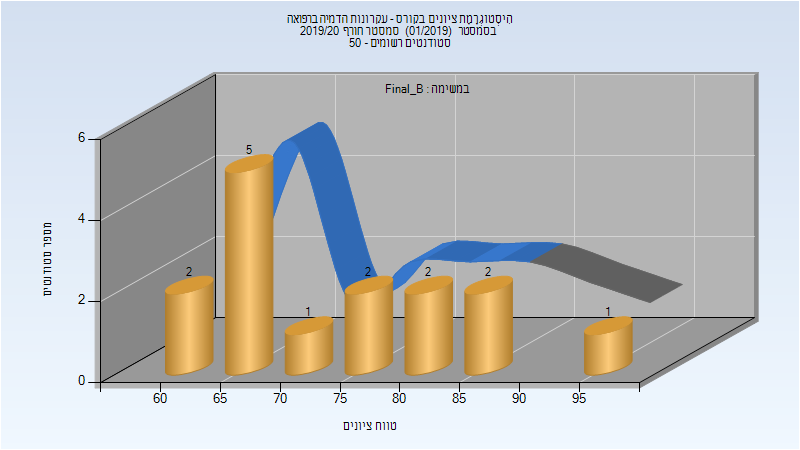 היסטוגרמת ציונים בקורס - עקרונות הדמיה ברפואה
בסמסטר (01/2019) סמסטר חורף 2019/20
סטודנטים רשומים - 50
במשימה : Final_B
מספר סטודנטים
6
4
2
0
2
5
1
2
2
2
1
60 65 70 75 80 85 90 95
טווח ציונים